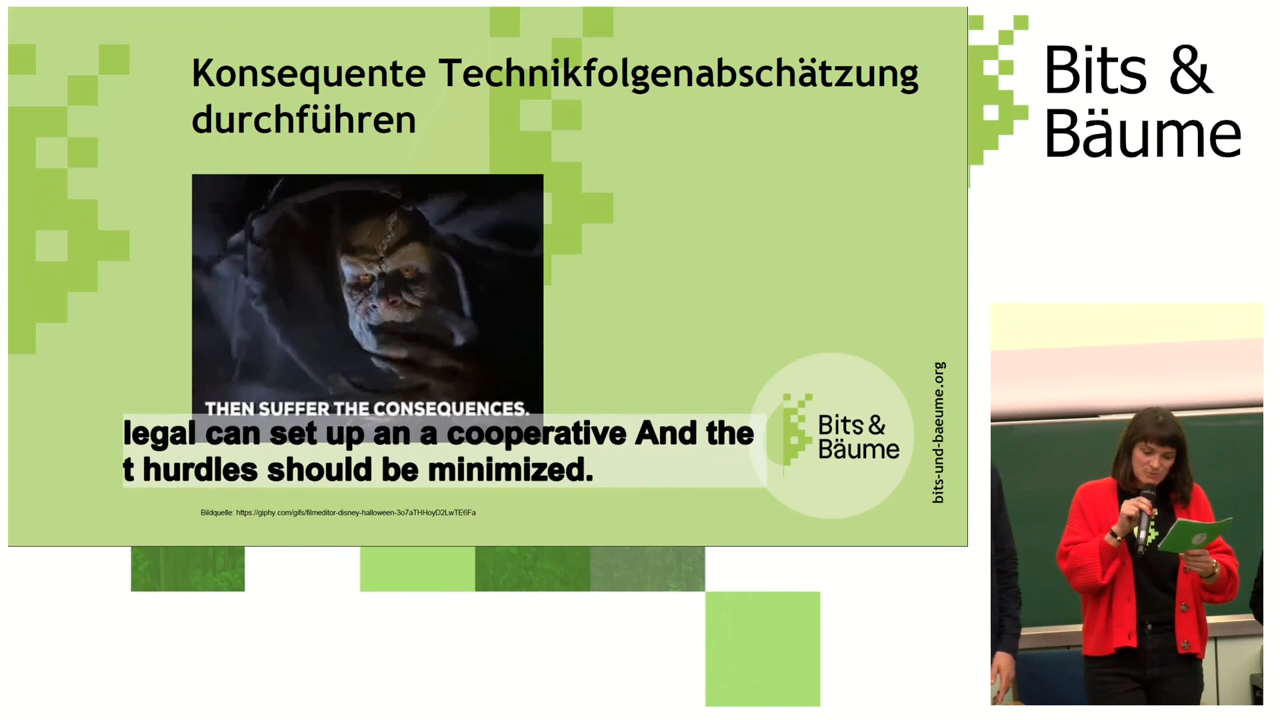 Konsequente Technikfolgenabschätzung
durchführen
THEN SUFFER THE CONSEQUENCES.
legal can set up an a cooperative And the
t hurdles should be minimized.
Bildquelle: https://giphy.com/gifs/filmeditor-disney-halloween-3o7aTHHoyD2LwTE6Fa
Bits &
Bäume
bits-und-baeume.org
Bits &
Bäume